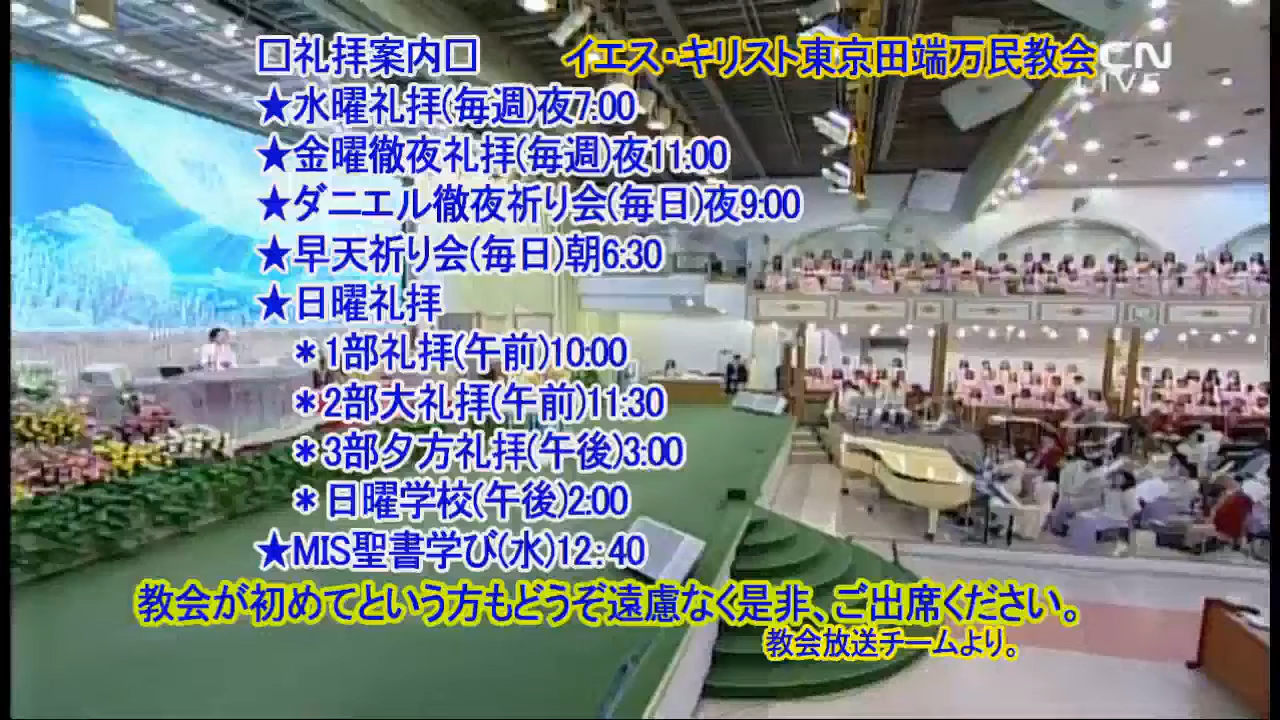 □礼拝案内□ イエス・キリスト東京田端万民教会
CN
LIVE
★水曜礼拝(毎週)夜7:00
★金曜徹夜礼拝(毎週)夜11:00
★ダニエル徹夜祈り会(毎日)夜9:00
★早天祈り会(毎日)朝6:30
★日曜礼拝
*1部礼拝(午前)10:00
*2部大礼拝(午前)11:30
*3部夕方礼拝(午後)3:00
*日曜学校(午後)2:00
★MIS聖書学び(水)12:40
教会が初めてという方もどうぞ遠慮なく是非、ご出席ください。
教会放送チームより。